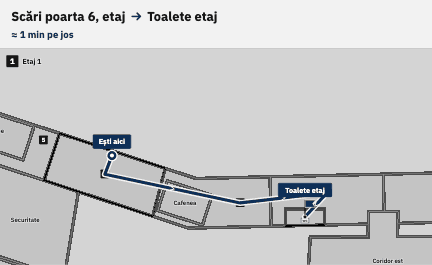 Scări poarta 6, etaj → Toalete etaj
≈ 1 min pe jos
1 Etaj 1
e
5
Ești aici
Toalete etaj
Cafenea
Securitate
Coridor est